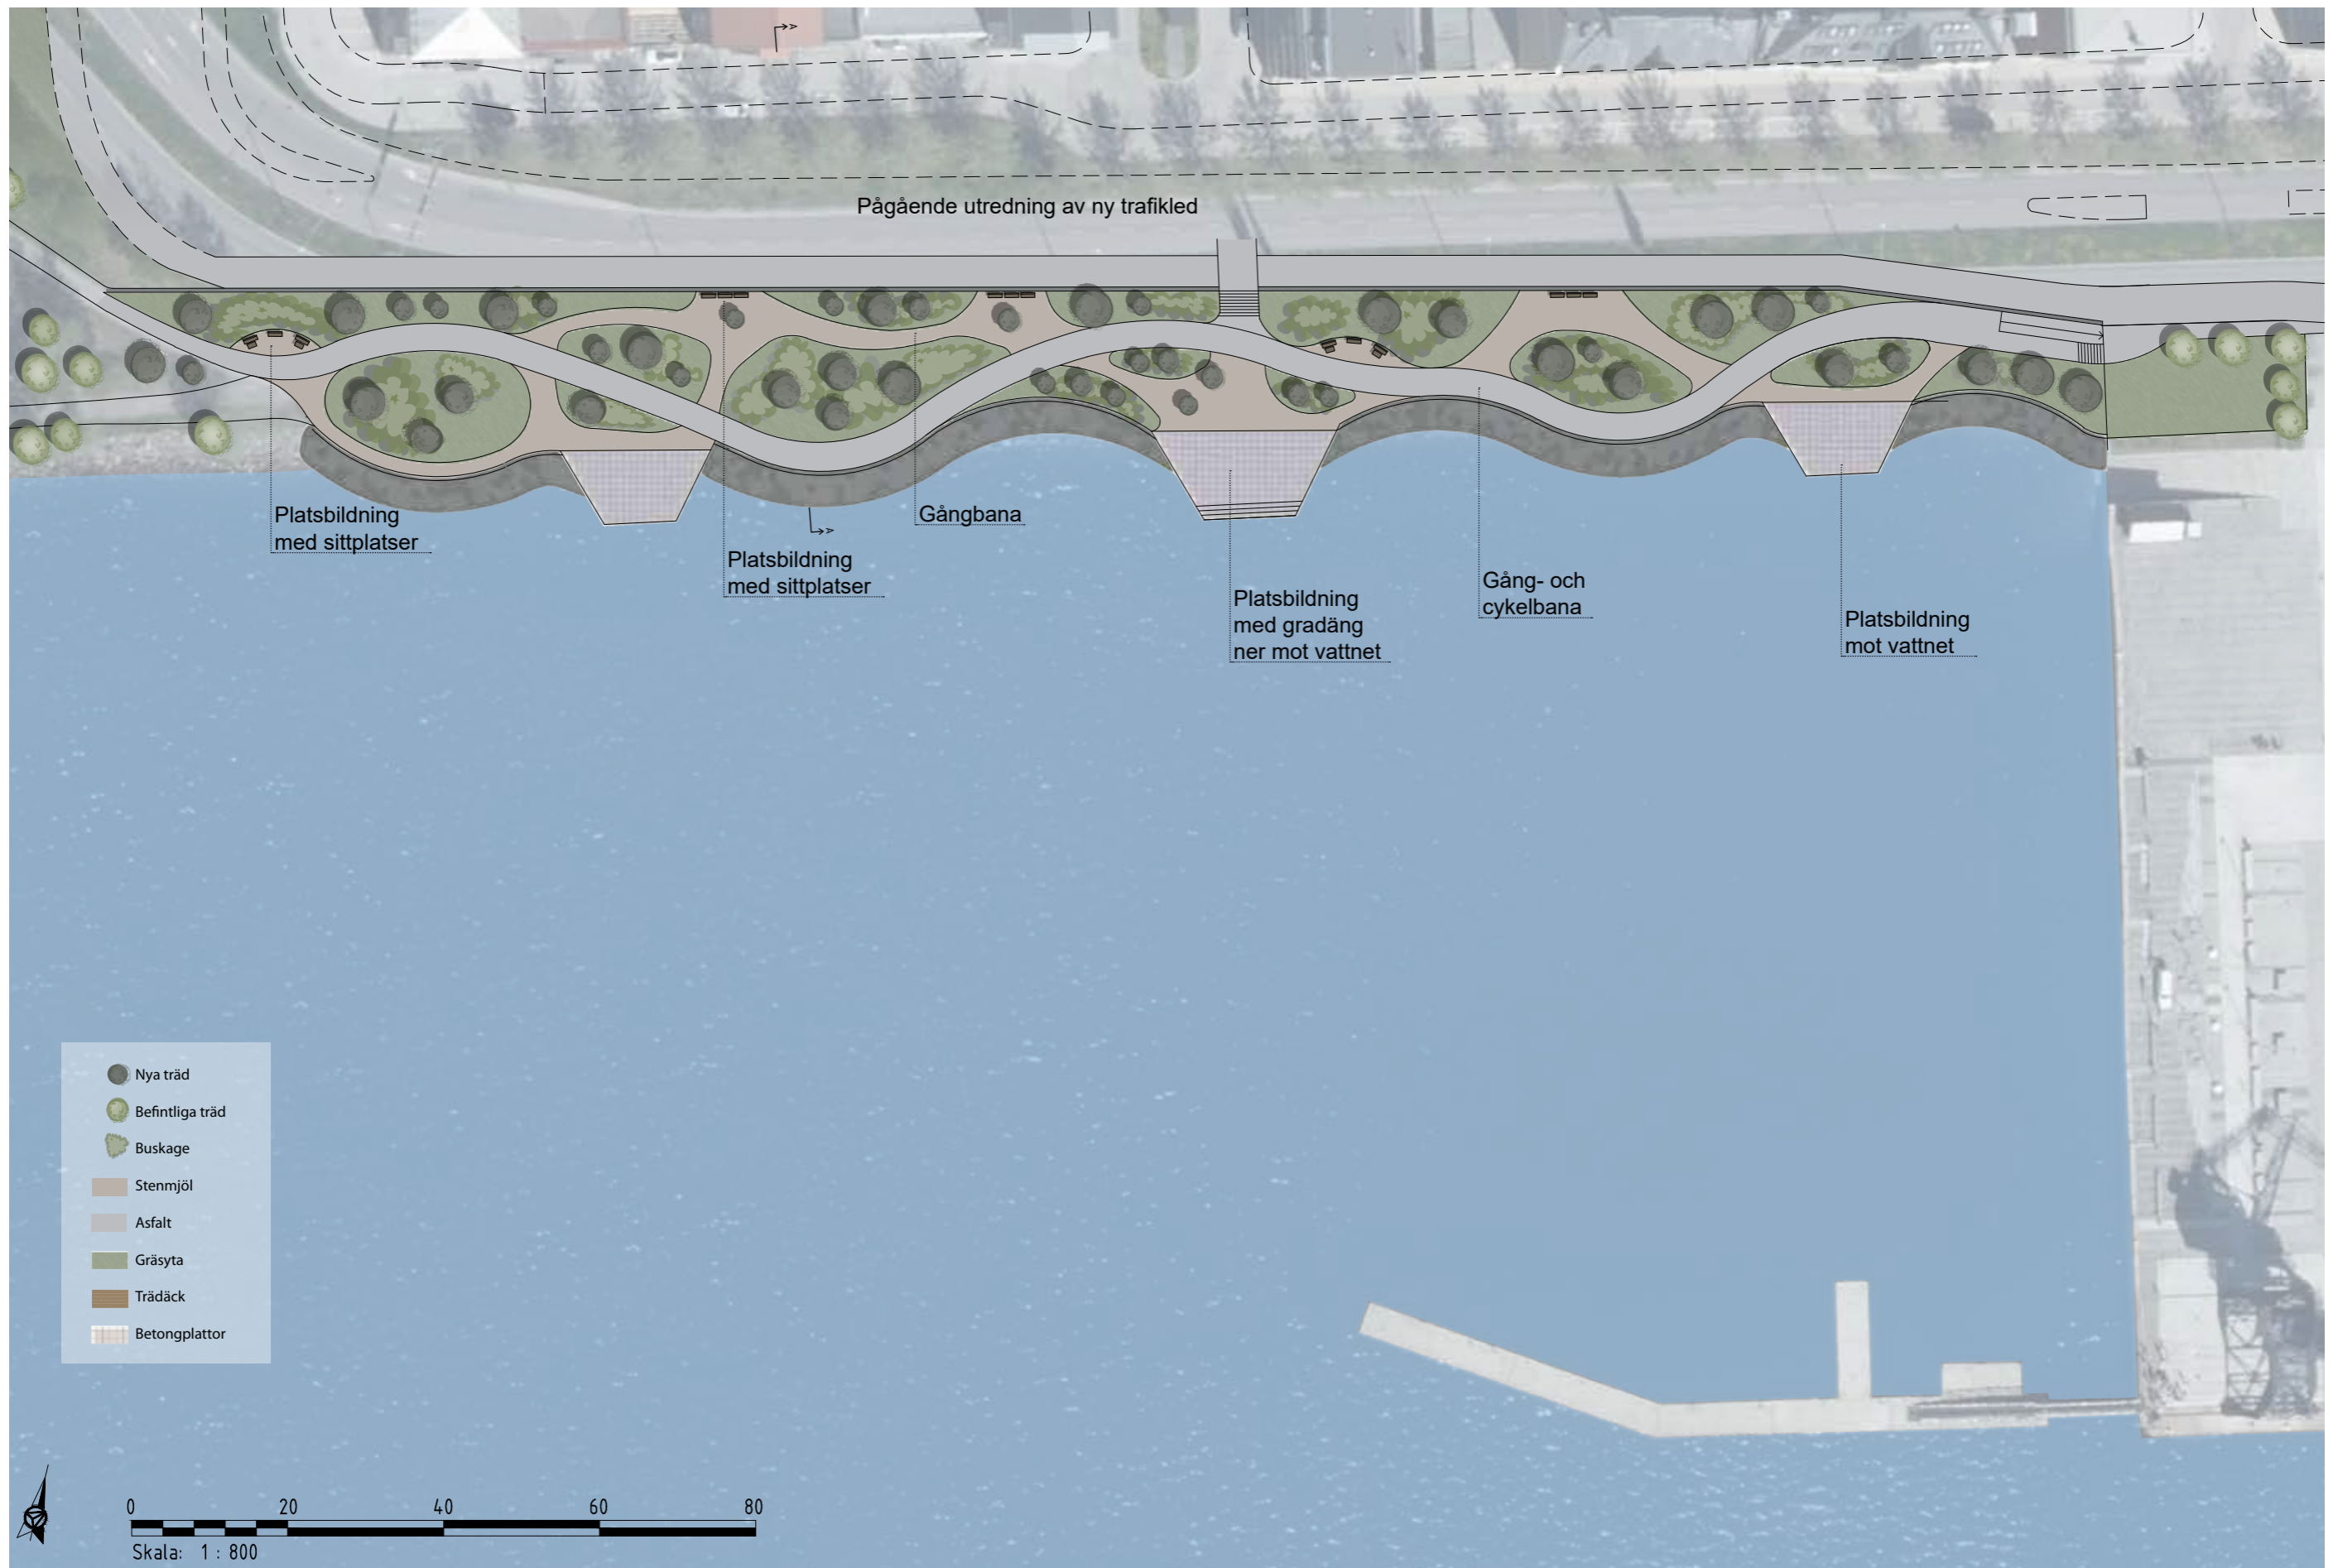 A
Pågående utredning av ny trafikled
Platsbildning
med sittplatser
A
Platsbildning
med sittplatser
Gångbana
Platsbildning
med gradäng
ner mot vattnet
Gång- och
cykelbana
Platsbildning
mot vattnet
Nya träd
Befintliga träd
Buskage
Stenmjöl
Asfalt
Gräsyta
Trädäck
Betongplattor
0 20 40 60 80
Skala: 1 : 800